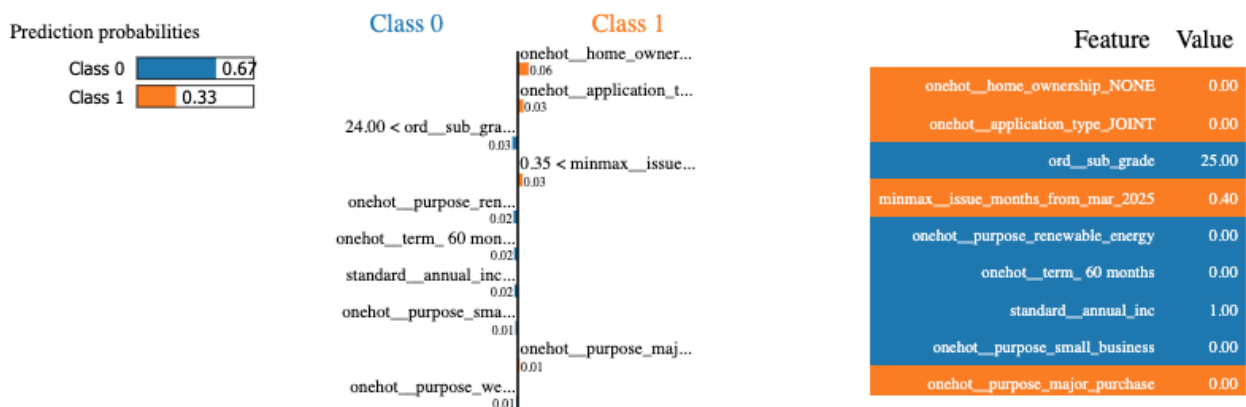 Prediction probabilities
Class 0 0.67
Class 1 0.33
Class 0 Class 1
onehot__home_owner...
0.06
onehot__application_t...
0.03
24.00 < ord__sub_gra...
0.03
0.35 < minmax__issue...
0.03
onehot__purpose_ren...
0.02
onehot__term_ 60 mon...
0.02
standard__annual_inc...
0.02
onehot__purpose_sma...
0.01
onehot__purpose_maj...
0.01
onehot__purpose_we...
0.01
Feature Value
onehot__home_ownership_NONE 0.00
onehot__application_type_JOINT 0.00
ord__sub_grade 25.00
minmax__issue_months_from_mar_2025 0.40
onehot__purpose_renewable_energy 0.00
onehot__term_ 60 months 0.00
standard__annual_inc 1.00
onehot__purpose_small_business 0.00
onehot__purpose_major_purchase 0.00